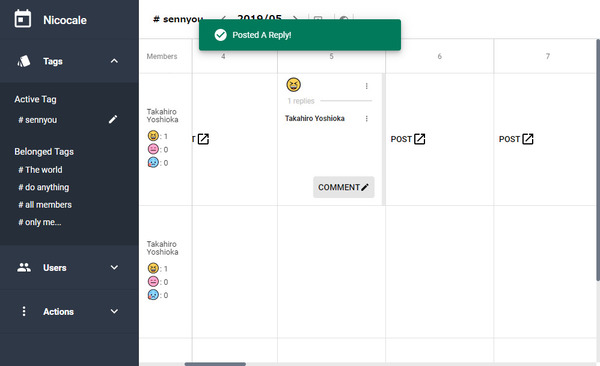 Nicocale
Tags
Active Tag
# sennyou
Belonged Tags
# The world
# do anything
# all members
# only me...
Users
Actions
# sennyou 2019/05
Posted A Reply!
Members 4 5 6 7
Takahiro
Yoshioka
: 1
: 0
: 0
T
1 replies
Takahiro Yoshioka
COMMENT
POST
POST
Takahiro
Yoshioka
: 1
: 0
: 0